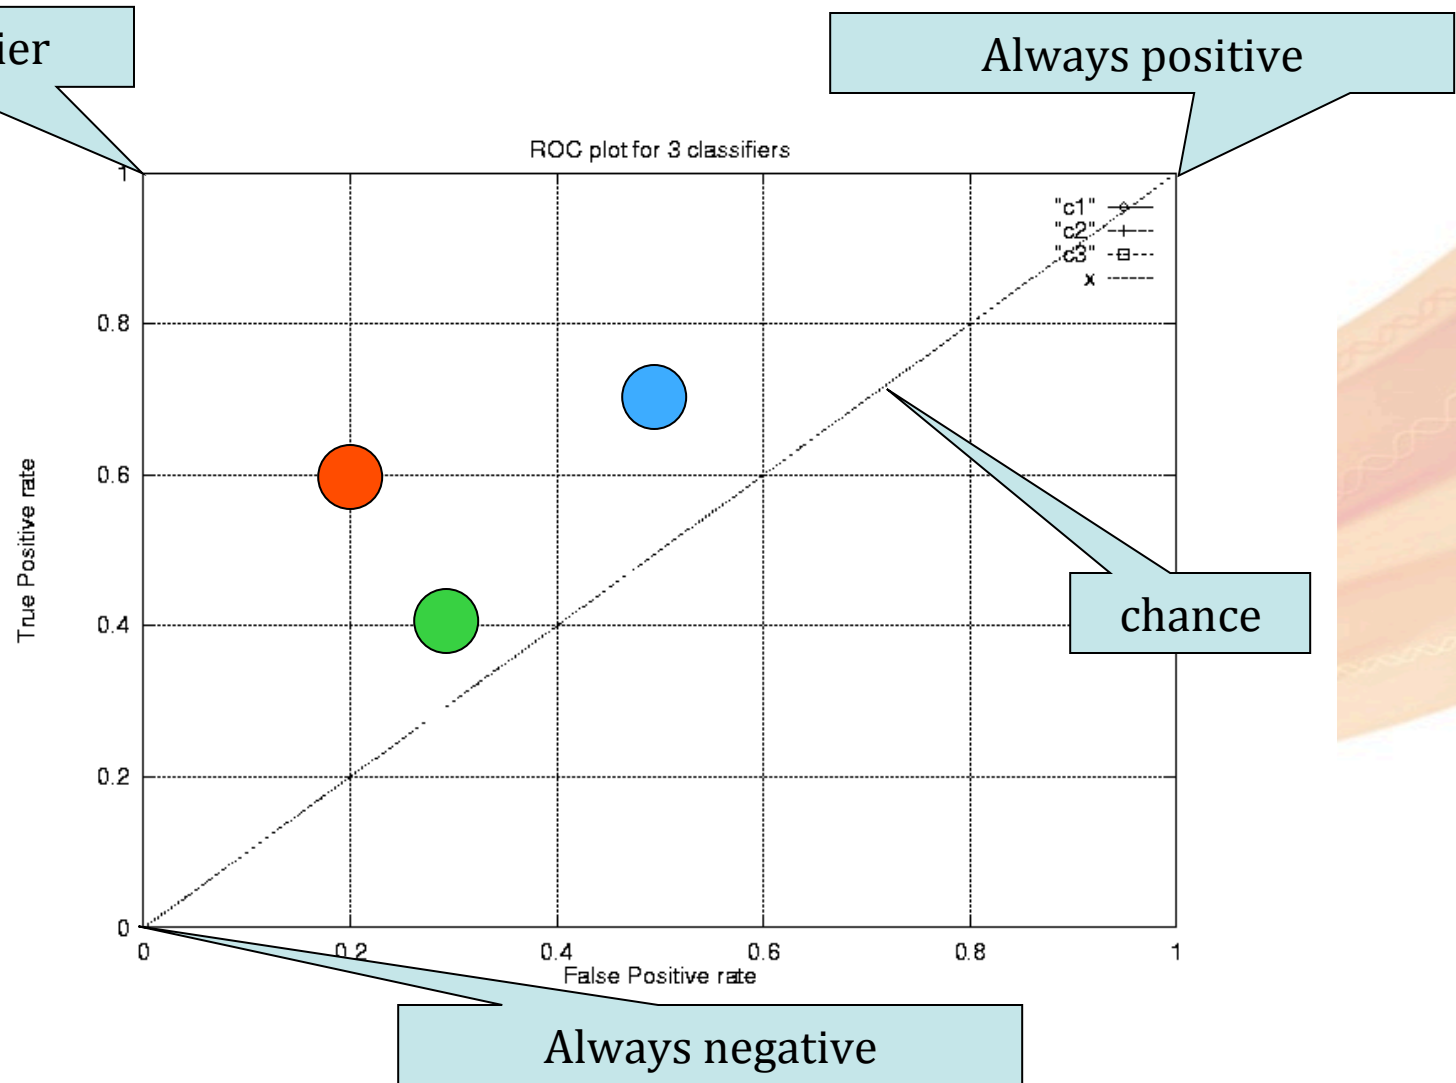 Always positive
ROC plot for 3 classifiers
1
"c1"
"c2"
"c3"
x
0.8
0.6
0.4
0.2
0
True Positive rate
chance
0 0.2 0.4 0.6 0.8 1
False Positive rate
Always negative